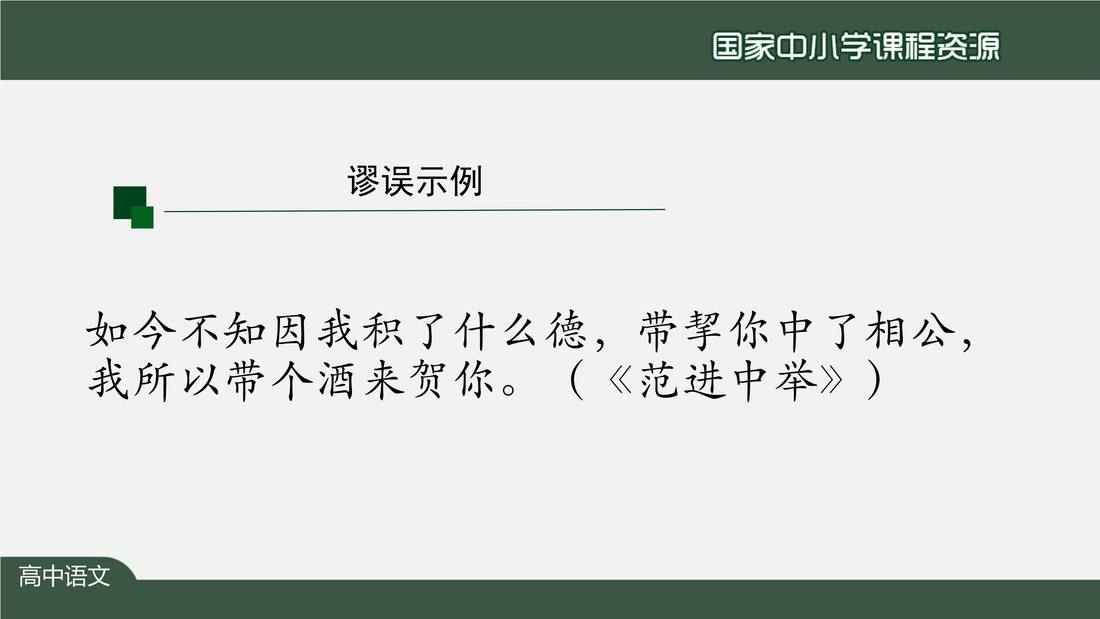 国家中小学课程资源
谬误示例
如今不知因我积了什么德，带挈你中了相公，
我所以带个酒来贺你。（《范进中举》）
高中语文